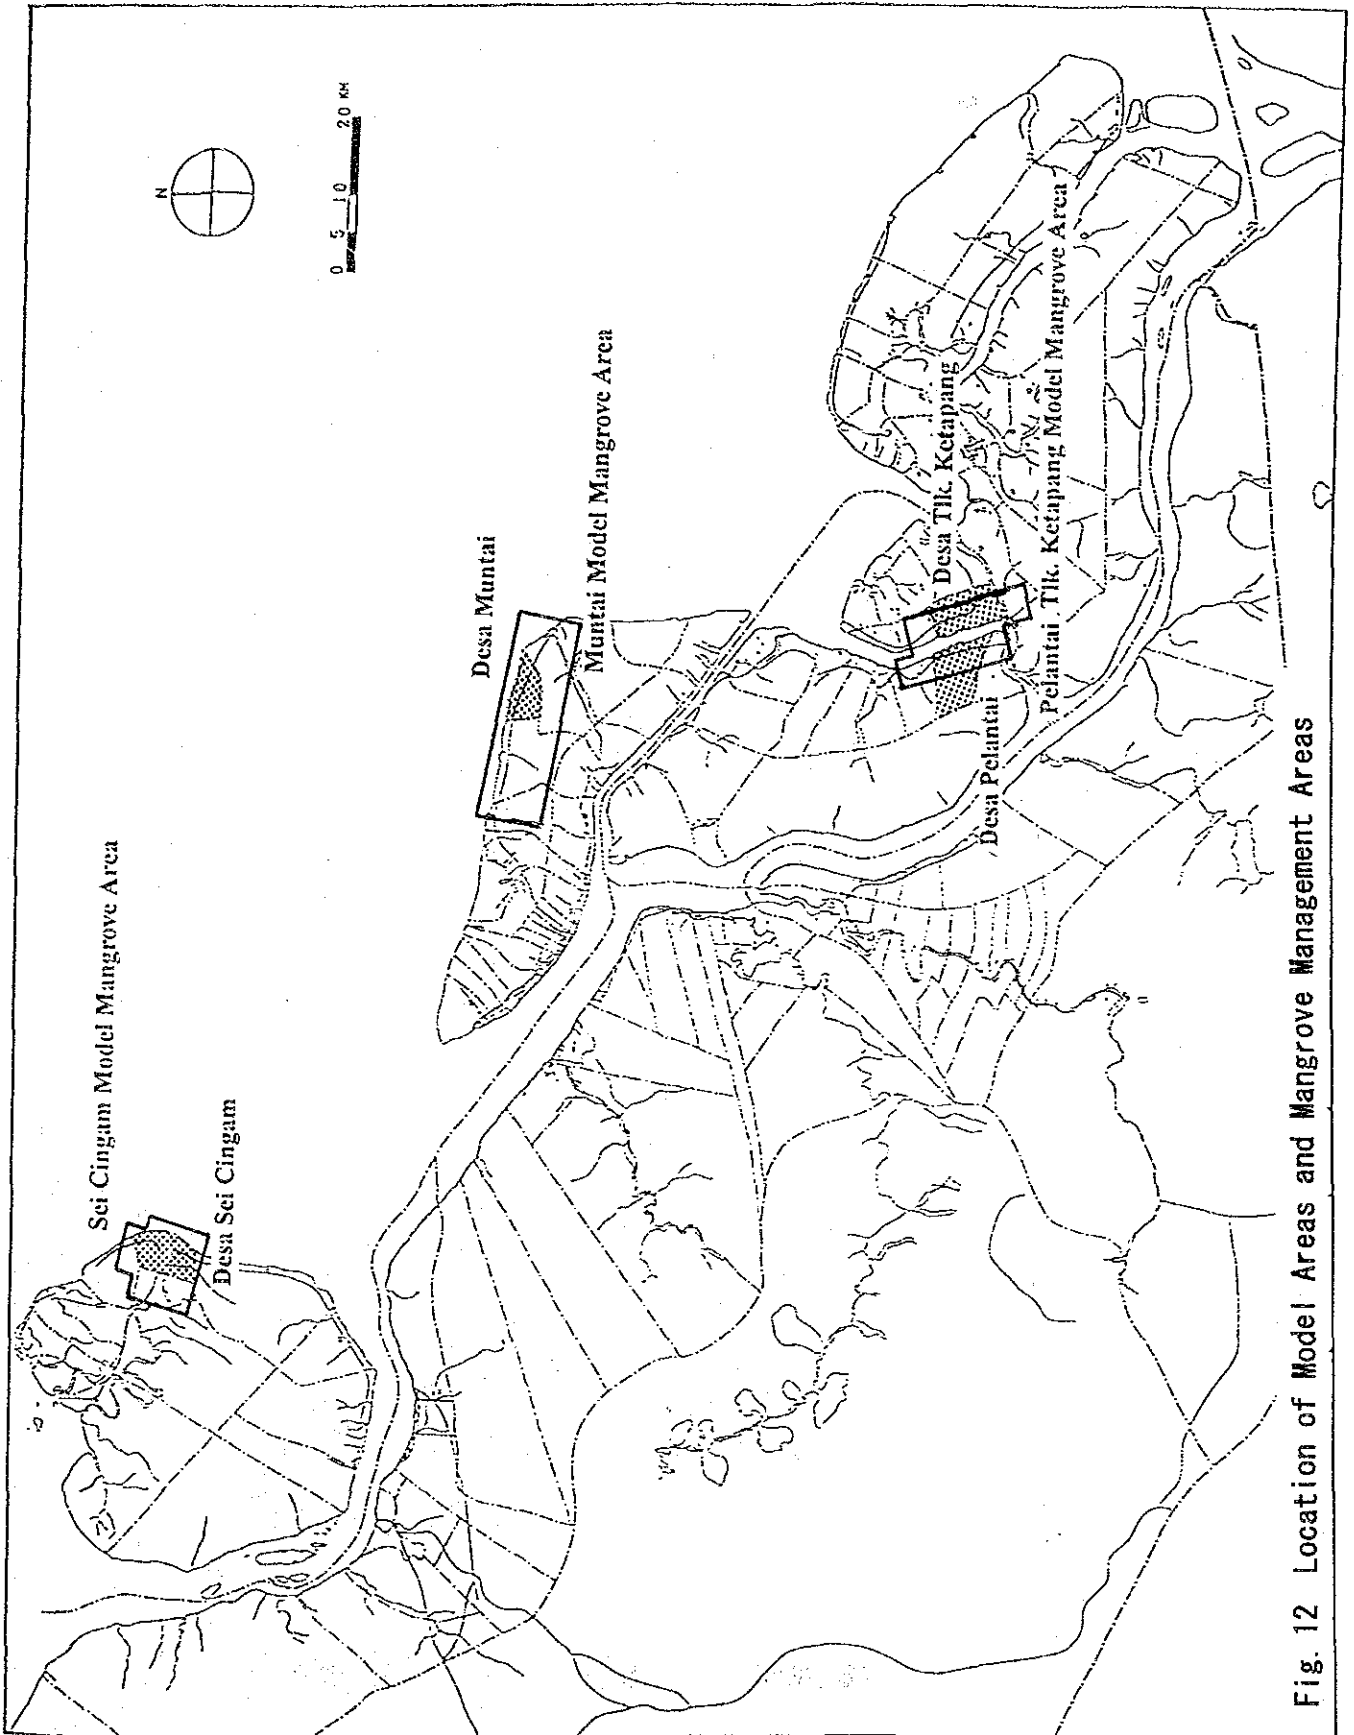 N
0 5 10 20 KM
Sei Cingam Model Mangrove Area
Desa Sei Cingam
Desa Muntai
Muntai Model Mangrove Area
Desa Tlk. Ketapang
Pelantai . Tlk. Ketapang Model Mangrove Area
Desa Pelantai
Fig. 12 Location of Model Areas and Mangrove Management Areas